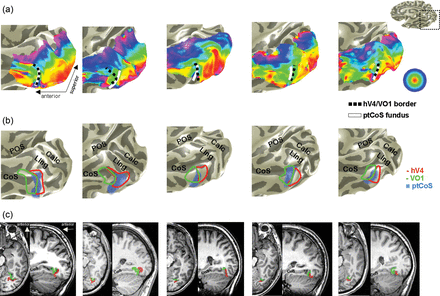 (a)
anterior
superior
hV4/VO1 border
ptCoS fundus
(b)
POS
Calc
Ling
CoS
POS
Calc
Ling
CoS
POS
Calc
Ling
CoS
POS
Calc
Ling
CoS
POS
Calc
Ling
CoS
hV4
VO1
ptCoS
(c)